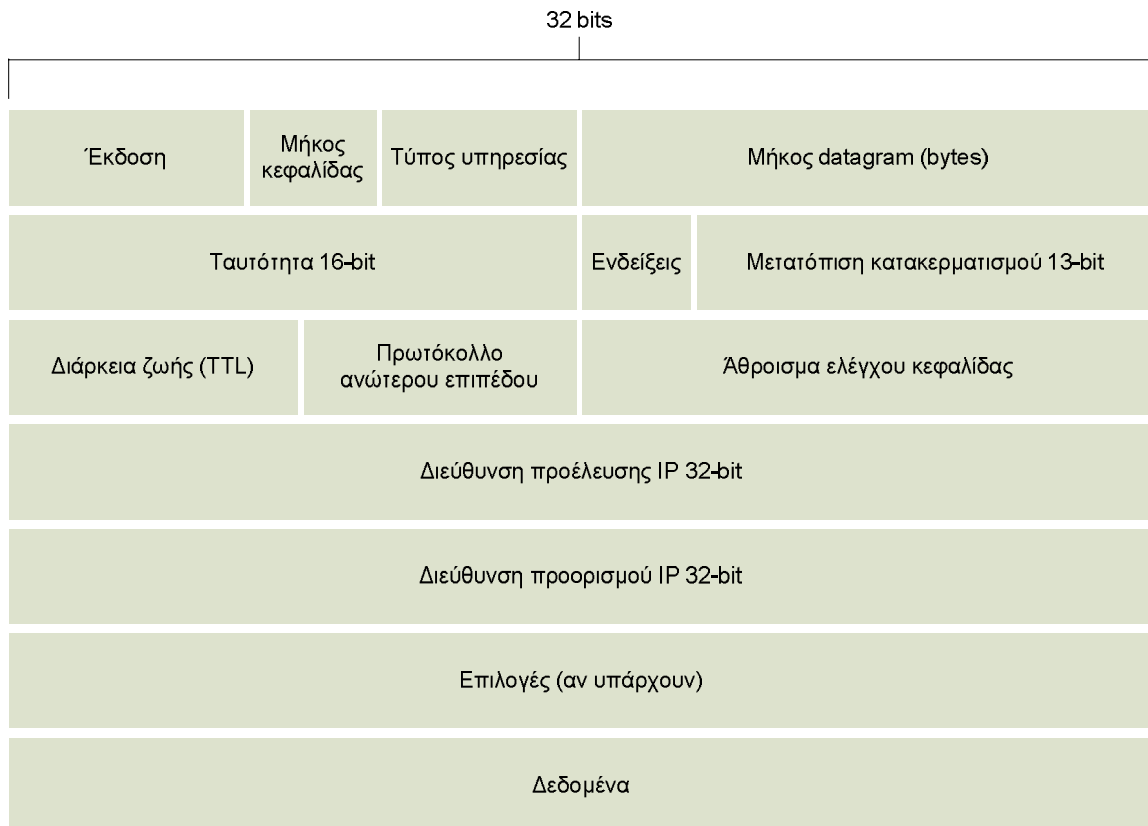 32 bits
Έκδοση
Μήκος
κεφαλίδας
Τύπος υπηρεσίας
Μήκος datagram (bytes)
Ταυτότητα 16-bit
Ενδείξεις
Μετατόπιση κατακερματισμού 13-bit
Διάρκεια ζωής (TTL)
Πρωτόκολλο
ανώτερου επιπέδου
Άθροισμα ελέγχου κεφαλίδας
Διεύθυνση προέλευσης IP 32-bit
Διεύθυνση προορισμού IP 32-bit
Επιλογές (αν υπάρχουν)
Δεδομένα